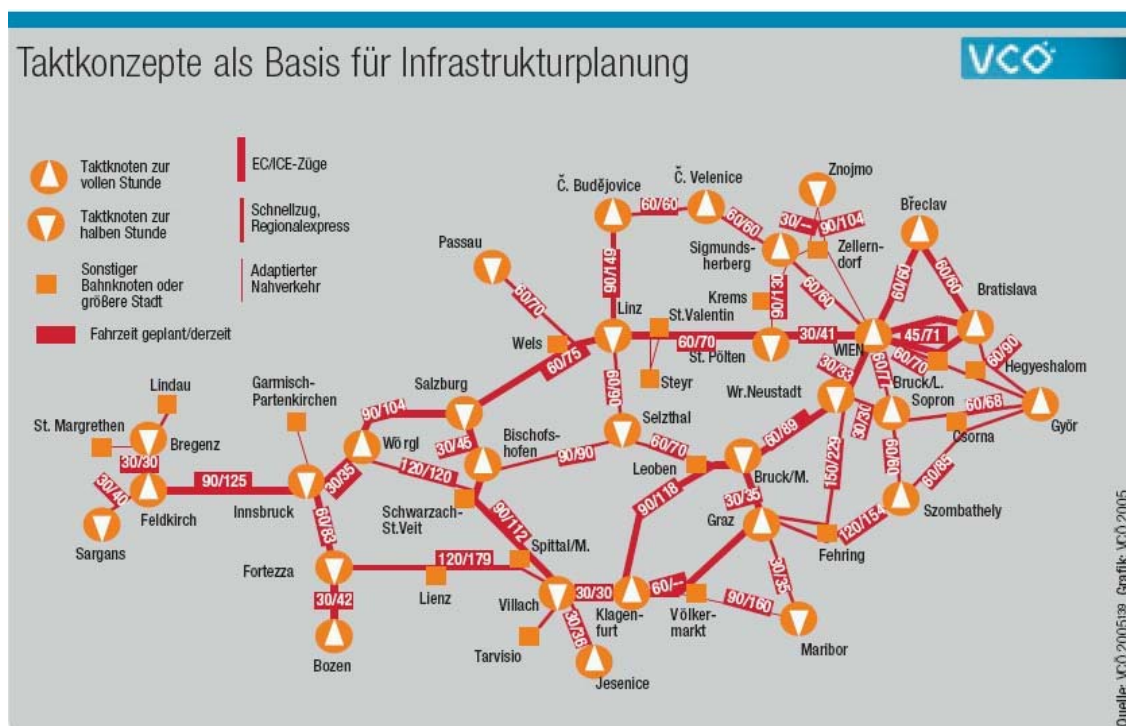 Taktkonzepte als Basis für Infrastrukturplanung
VCÖ
Taktknoten zur
vollen Stunde
Taktknoten zur
halben Stunde
Sonstiger
Bahnknoten oder
größere Stadt
Fahrzeit geplant/derzeit
EC/ICE-Züge
Schnellzug,
Regionalexpress
Adaptierter
Nahverkehr
Č. Budějovice
Č. Velenice
Znojmo
Břeclav
60/60
30/--
90/104
Passau
60/60
Sigmunds-
herberg
Zellern-
dorf
60/60
60/60
Bratislava
90/149
60/70
Krems
90/130
60/60
Linz
St.Valentin
Wels
60/70
St. Pölten
30/41
WIEN
45/71
60/70
60/90
Hegyeshalom
60/75
Steyr
30/33
Bruck/L.
Lindau
Garmisch-
Partenkirchen
Salzburg
Wr.Neustadt
Sopron
60/68
Györ
St. Margrethen
Bregenz
90/104
Wörgl
30/45
Bischofs-
hofen
Selzthal
60/89
30/30
Csorna
30/30
90/125
30/35
120/120
90/90
60/70
Leoben
Bruck/M.
150/229
60/85
30/40
Feldkirch
Innsbruck
Schwarzach-
St.Veit
90/118
30/35
Graz
Szombathely
Sargans
60/83
90/112
120/154
Fehring
Fortezza
120/179
Spittal/M.
30/42
Lienz
Villach
30/30
Klagen-
furt
60/--
Völker-
markt
90/160
30/35
Bozen
Tarvisio
30/36
Jesenice
Maribor
Quelle: VCÖ 2005 Grafik: VCÖ 2005